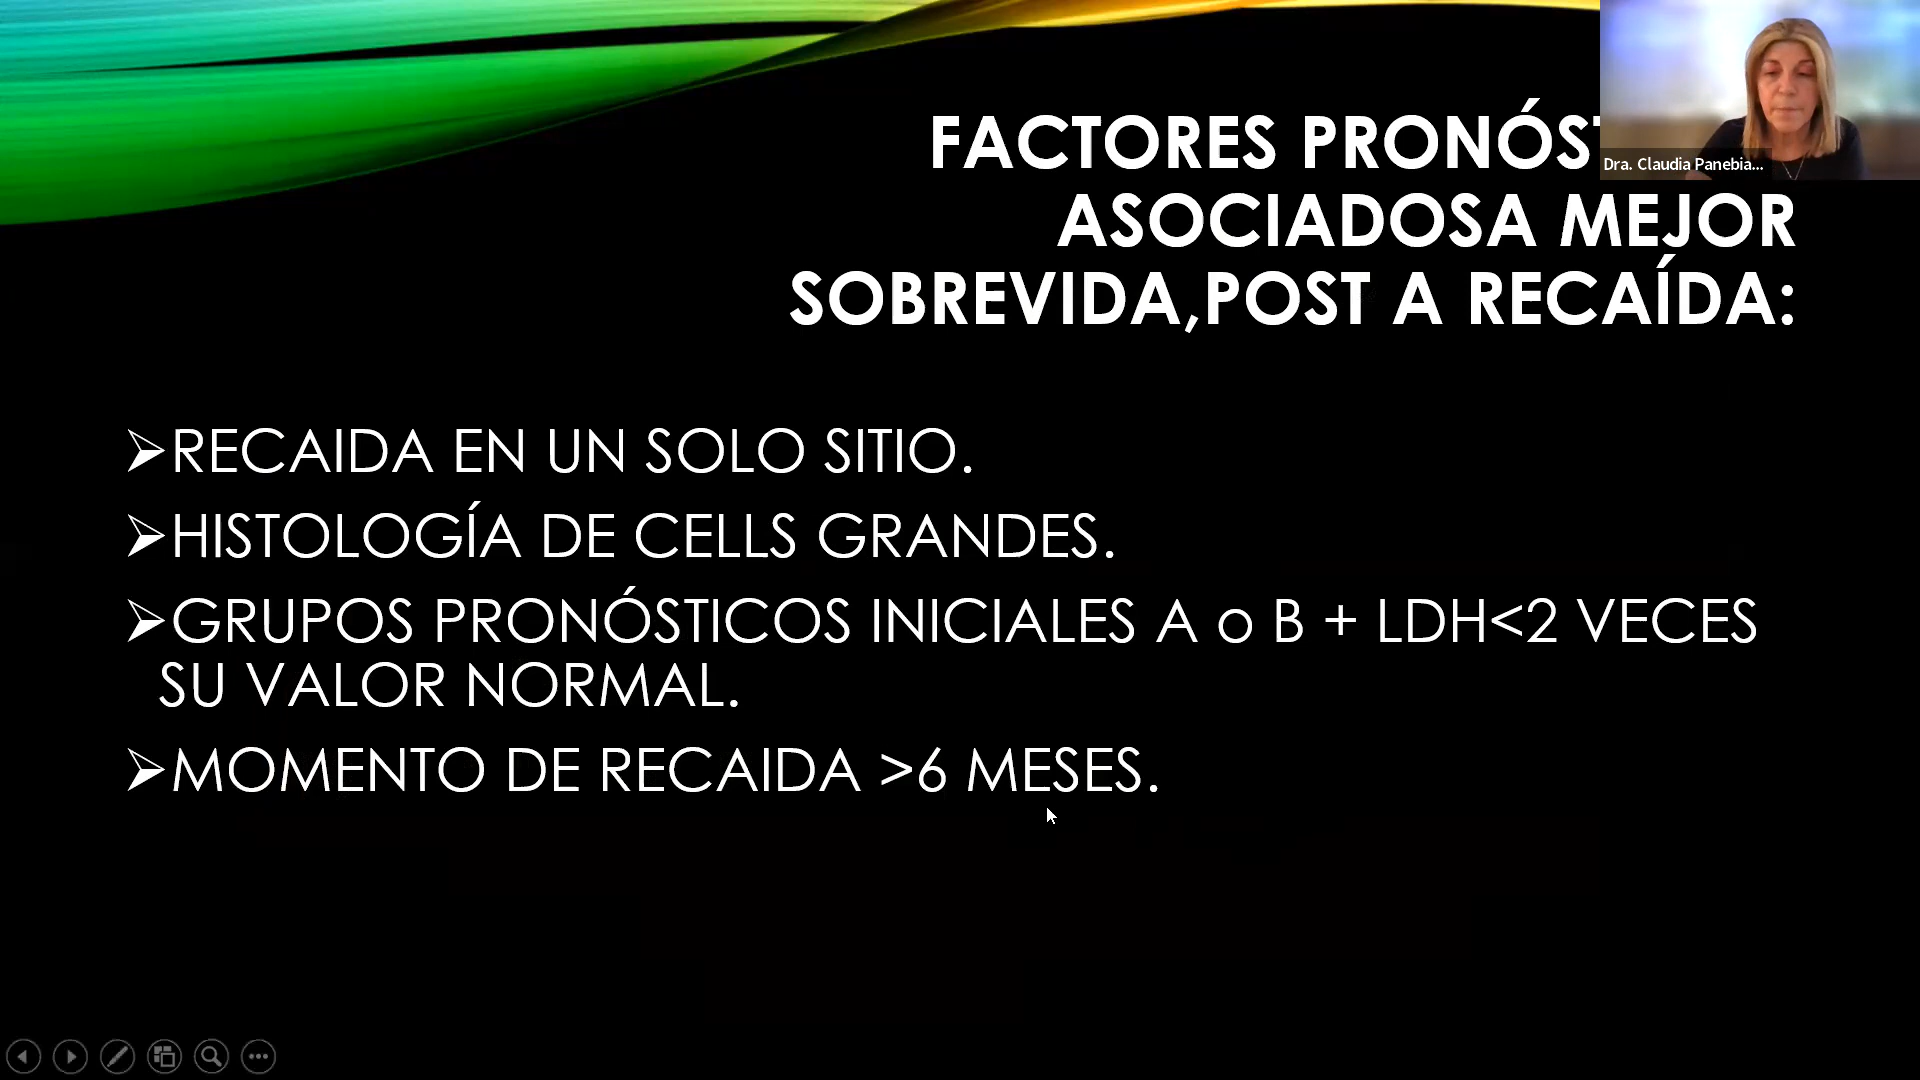 FACTORES
ASOCIADOSA MEJOR
SOBREVIDA,POST A RECAÍDA:
➢RECAIDA EN UN SOLO SITIO.
➢HISTOLOGÍA DE CELLS GRANDES.
➢GRUPOS PRONÓSTICOS INICIALES A o B + LDH<2 VECES
SU VALOR NORMAL.
➢MOMENTO DE RECAIDA >6 MESES.
Dra. Claudia Panebia...